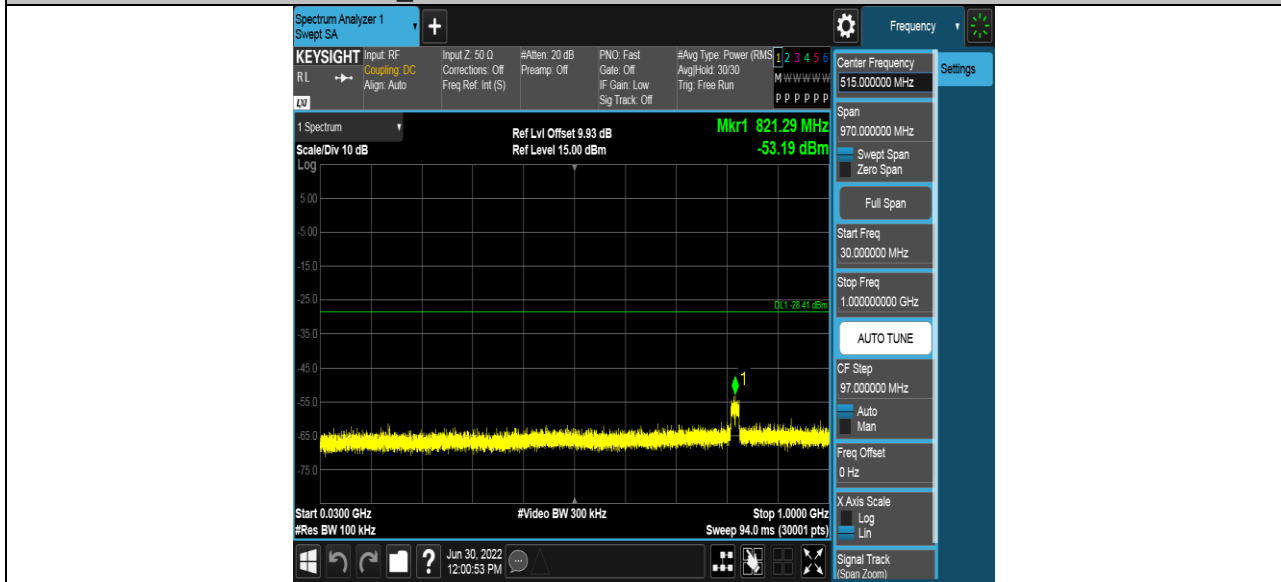 Spectrum Analyzer 1
Swept SA
+
Frequency
KEYSIGHT
RL
LXI
Input: RF
Coupling: DC
Align: Auto
Input Z: 50 Ω
Corrections: Off
Freq Ref: Int (S)
#Atten: 20 dB
Preamp: Off
PNO: Fast
Gate: Off
IF Gain: Low
Sig Track: Off
#Avg Type: Power (RMS
Avg|Hold: 30/30
Trig: Free Run
1 2 3 4 5 6
M W W W W W
P P P P P P
1 Spectrum
Scale/Div 10 dB
Log
Ref Lvl Offset 9.93 dB
Ref Level 15.00 dBm
Mkr1 821.29 MHz
-53.19 dBm
5.00
-5.00
-15.0
-25.0
DL1 -28.41 dBm
-35.0
-45.0
1
-55.0
-65.0
-75.0
Start 0.0300 GHz
#Res BW 100 kHz
#Video BW 300 kHz
Stop 1.0000 GHz
Sweep 94.0 ms (30001 pts)
Jun 30, 2022
12:00:53 PM
?
Center Frequency
515.000000 MHz
Settings
Span
970.000000 MHz
Swept Span
Zero Span
Full Span
Start Freq
30.000000 MHz
Stop Freq
1.000000000 GHz
AUTO TUNE
CF Step
97.000000 MHz
Auto
Man
Freq Offset
0 Hz
X Axis Scale
Log
Lin
Signal Track
(Span Zoom)